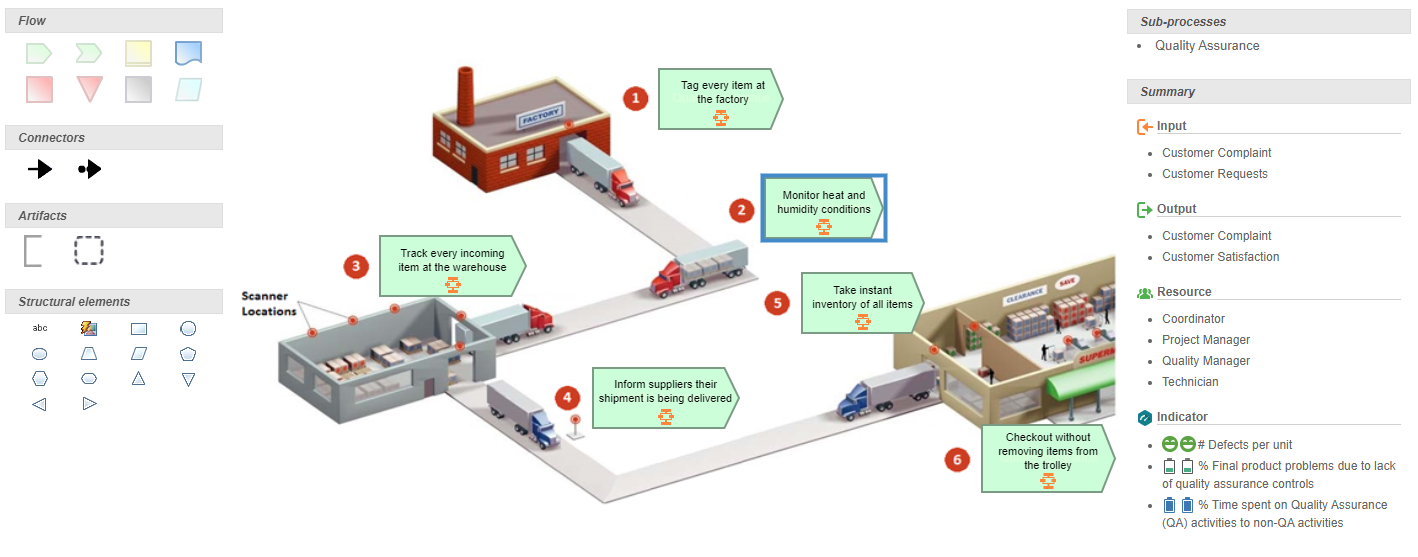 Flow
Connectors
Artifacts
Structural elements
abc
1
Tag every item at
the factory
FACTORY
2
Monitor heat and
humidity conditions
3
Track every incoming
item at the warehouse
Scanner
Locations
4
Inform suppliers their
shipment is being delivered
5
Take instant
inventory of all items
CLEARANCE
SAVE
SUPERM
6
Checkout without
removing items from
the trolley
Sub-processes
Quality Assurance
Summary
Input
Customer Complaint
Customer Requests
Output
Customer Complaint
Customer Satisfaction
Resource
Coordinator
Project Manager
Quality Manager
Technician
Indicator
# Defects per unit
% Final product problems due to lack
of quality assurance controls
% Time spent on Quality Assurance
(QA) activities to non-QA activities